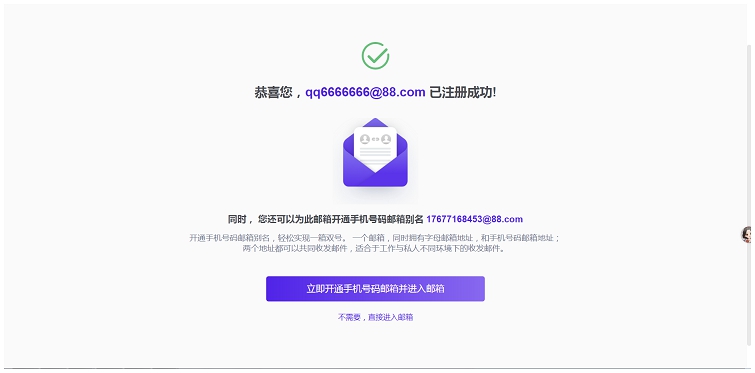 恭喜您，qq6666666@88.com 已注册成功!
同时， 您还可以为此邮箱开通手机号码邮箱别名 17677168453@88.com
开通手机号码邮箱别名，轻松实现一箱双号。 一个邮箱，同时拥有字母邮箱地址，和手机号码邮箱地址；
两个地址都可以共同收发邮件，适合于工作与私人不同环境下的收发邮件。
立即开通手机号码邮箱并进入邮箱
不需要，直接进入邮箱